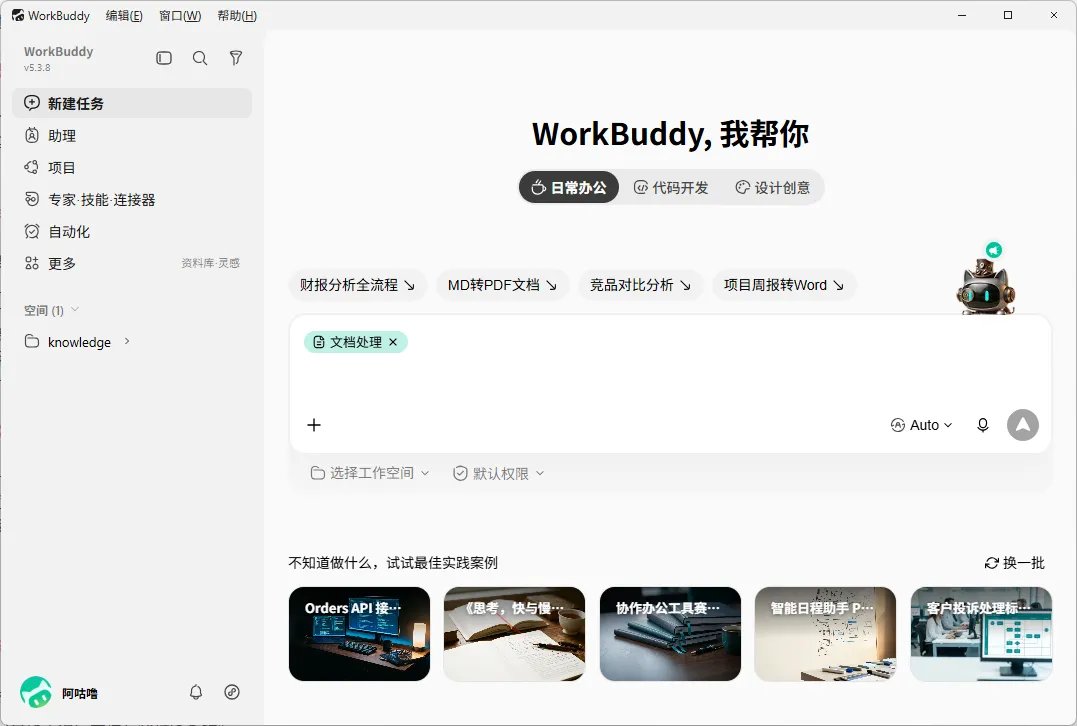 WorkBuddy 编辑(E) 窗口(W) 帮助(H)
WorkBuddy
v5.3.8
新建任务
助理
项目
专家·技能·连接器
自动化
更多 资料库·灵感
空间 (1)
knowledge
阿咕噜
WorkBuddy, 我帮你
日常办公 代码开发 设计创意
财报分析全流程 MD转PDF文档 竞品对比分析 项目周报转Word
文档处理
Auto
选择工作空间 默认权限
不知道做什么，试试最佳实践案例 换一批
Orders API 接… 《思考，快与慢… 协作办公工具赛… 智能日程助手 P… 客户投诉处理标…